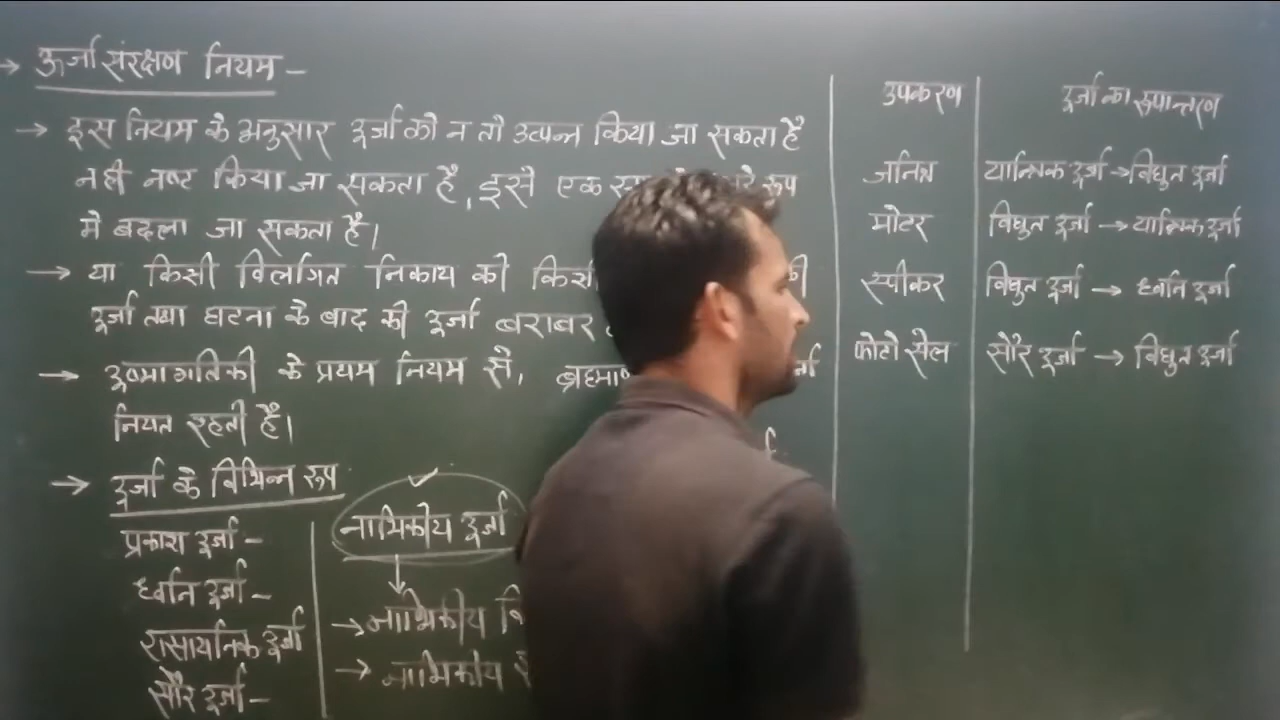 → ऊर्जा संरक्षण नियम -
→ इस नियम के अनुसार ऊर्जा को न तो उत्पन्न किया जा सकता है
नही नष्ट किया जा सकता है, इसे एक रूप
मे बदला जा सकता है।
→ या किसी विलगित निकाय की की
ऊर्जा तथा घटना के बाद की ऊर्जा बराबर
→ ऊष्मागतिकी के प्रथम नियम से,
नियत रहती है।
→ ऊर्जा के विभिन्न रूप
प्रकाश ऊर्जा -
ध्वनि ऊर्जा -
रासायनिक ऊर्जा
सौर ऊर्जा -
नाभिकीय ऊर्जा
→ नाभिकीय
→ नाभिकीय
उपकरण ऊर्जा का रूपान्तरण
जनित्र यान्त्रिक ऊर्जा → विद्युत ऊर्जा
मोटर विद्युत ऊर्जा → यान्त्रिक ऊर्जा
स्पीकर विद्युत ऊर्जा → ध्वनि ऊर्जा
फोटो सेल सौर ऊर्जा → विद्युत ऊर्जा